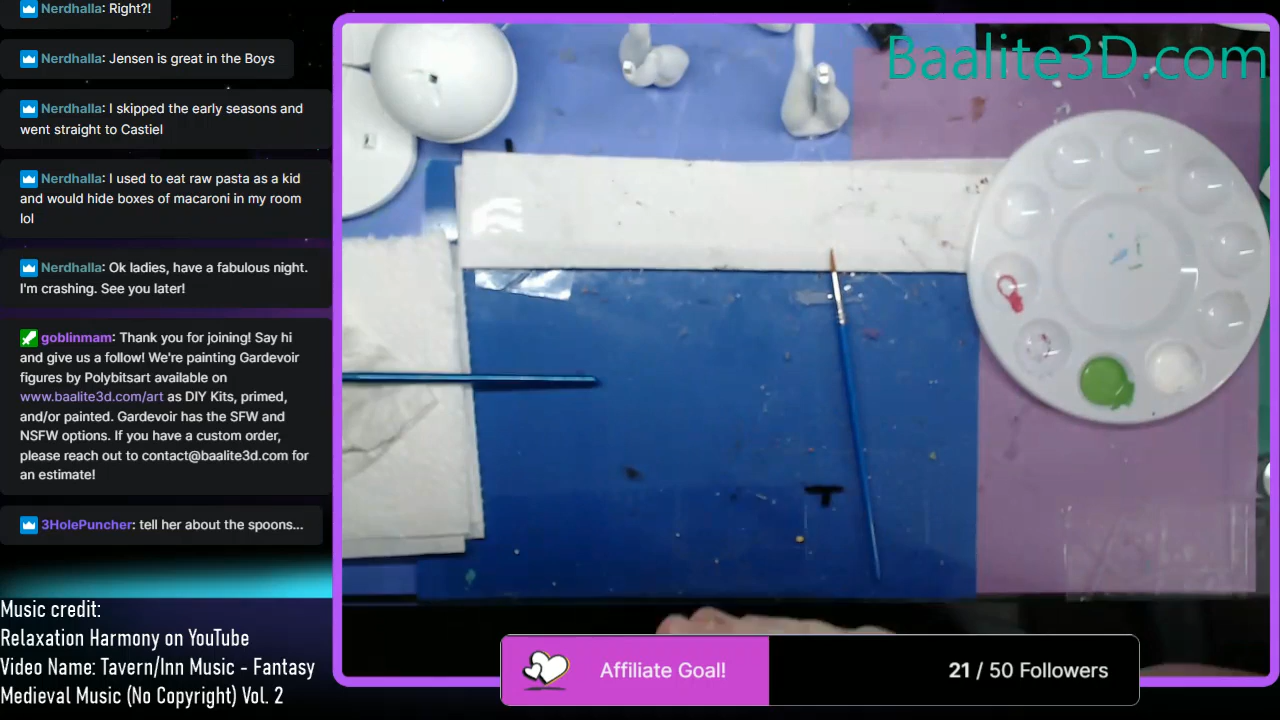 Nerdhalla: Right?!
Nerdhalla: Jensen is great in the Boys
Nerdhalla: I skipped the early seasons and
went straight to Castiel
Nerdhalla: I used to eat raw pasta as a kid
and would hide boxes of macaroni in my room
lol
Nerdhalla: Ok ladies, have a fabulous night.
I'm crashing. See you later!
goblinmam: Thank you for joining! Say hi
and give us a follow! We're painting Gardevoir
figures by Polybitsart available on
www.baalite3d.com/art as DIY Kits, primed,
and/or painted. Gardevoir has the SFW and
NSFW options. If you have a custom order,
please reach out to contact@baalite3d.com for
an estimate!
3HolePuncher: tell her about the spoons...
Music credit:
Relaxation Harmony on YouTube
Video Name: Tavern/Inn Music - Fantasy
Medieval Music (No Copyright) Vol. 2
Baalite3D.com
Affiliate Goal!
21 / 50 Followers